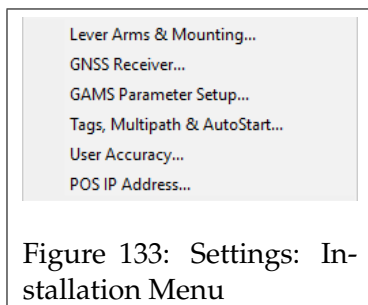 Lever Arms & Mounting...
GNSS Receiver...
GAMS Parameter Setup...
Tags, Multipath & AutoStart...
User Accuracy...
POS IP Address...
Figure 133: Settings: In-
stallation Menu